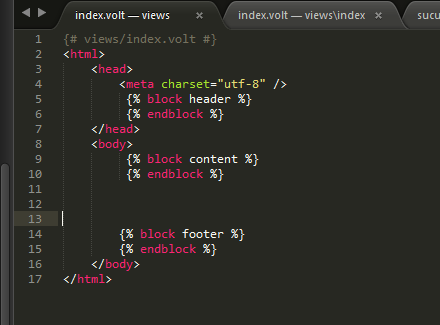 index.volt — views × index.volt — views\index × sucu
1 {# views/index.volt #}
2 <html>
3 <head>
4 <meta charset="utf-8" />
5 {% block header %}
6 {% endblock %}
7 </head>
8 <body>
9 {% block content %}
10 {% endblock %}
11
12
13
14 {% block footer %}
15 {% endblock %}
16 </body>
17 </html>